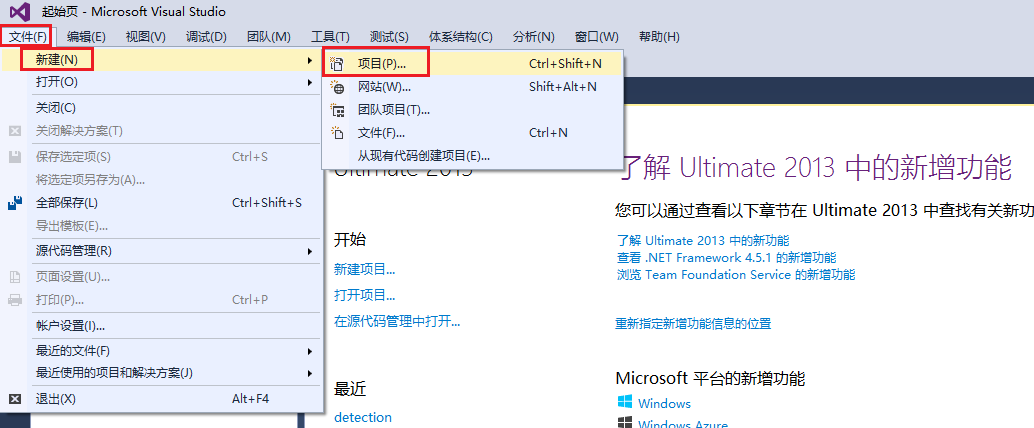 起始页 - Microsoft Visual Studio
文件(F) 编辑(E) 视图(V) 调试(D) 团队(M) 工具(T) 测试(S) 体系结构(C) 分析(N) 窗口(W) 帮助(H)
新建(N)
打开(O)
关闭(C)
关闭解决方案(T)
保存选定项(S) Ctrl+S
将选定项另存为(A)...
全部保存(L) Ctrl+Shift+S
导出模板(E)...
源代码管理(R)
页面设置(U)...
打印(P)... Ctrl+P
帐户设置(I)...
最近的文件(F)
最近使用的项目和解决方案(J)
退出(X) Alt+F4
项目(P)... Ctrl+Shift+N
网站(W)... Shift+Alt+N
团队项目(T)...
文件(F)... Ctrl+N
从现有代码创建项目(E)...
Ultimate 2013
开始
新建项目...
打开项目...
在源代码管理中打开...
最近
detection
了解 Ultimate 2013 中的新增功能
您可以通过查看以下章节在 Ultimate 2013 中查找有关新功
了解 Ultimate 2013 中的新功能
查看 .NET Framework 4.5.1 的新增功能
浏览 Team Foundation Service 的新增功能
重新指定新增功能信息的位置
Microsoft 平台的新增功能
Windows
Windows Azure